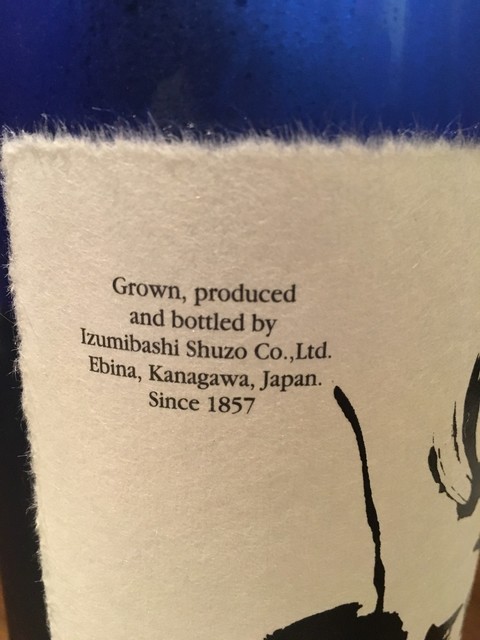 Grown, produced
and bottled by
Izumibashi Shuzo Co.,Ltd.
Ebina, Kanagawa, Japan.
Since 1857